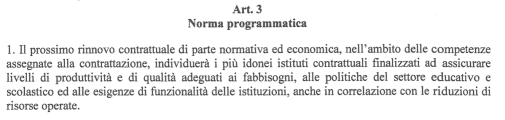 Art. 3
Norma programmatica
1. Il prossimo rinnovo contrattuale di parte normativa ed economica, nell'ambito delle competenze
assegnate alla contrattazione, individuerà i più idonei istituti contrattuali finalizzati ad assicurare
livelli di produttività e di qualità adeguati ai fabbisogni, alle politiche del settore educativo e
scolastico ed alle esigenze di funzionalità delle istituzioni, anche in correlazione con le riduzioni di
risorse operate.